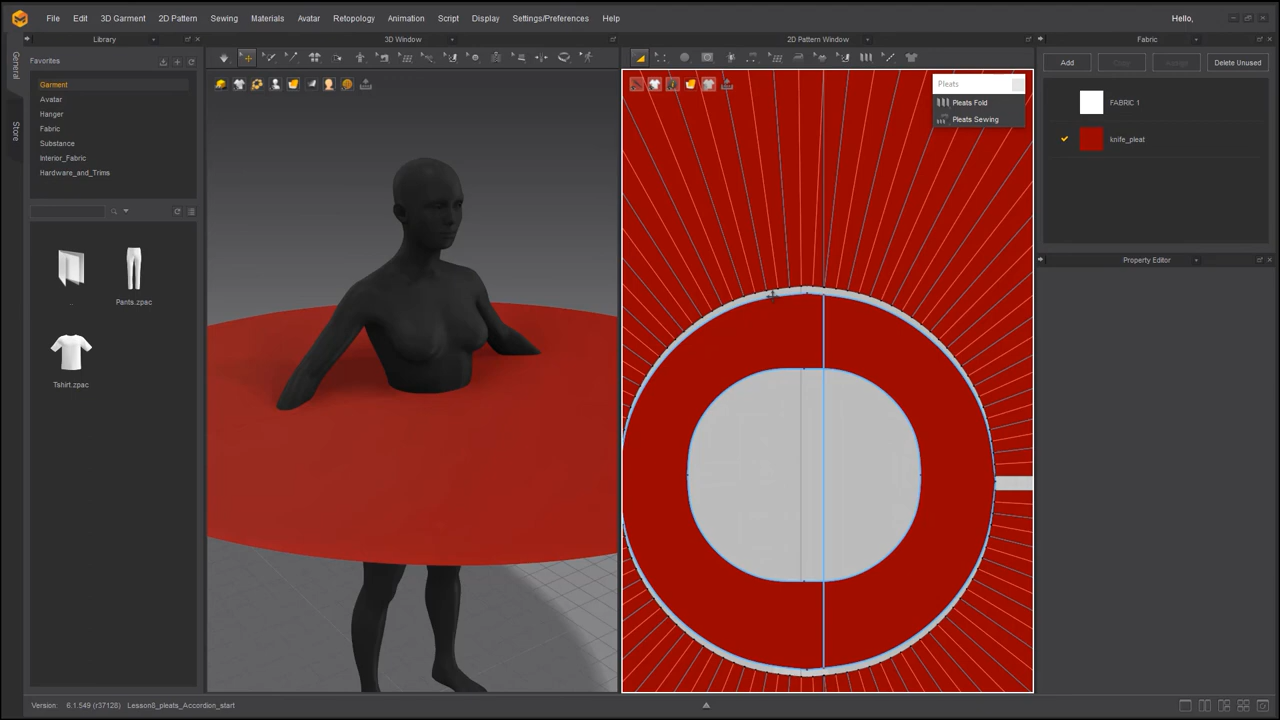 File Edit 3D Garment 2D Pattern Sewing Materials Avatar Retopology Animation Script Display Settings/Preferences Help Hello,
Library 3D Window 2D Pattern Window Fabric
Favorites
Garment
Avatar
Hanger
Fabric
Substance
Interior_Fabric
Hardware_and_Trims
General
Store
..
Pants.zpac
Tshirt.zpac
Pleats
Pleats Fold
Pleats Sewing
Add Copy Assign Delete Unused
FABRIC 1
knife_pleat
Property Editor
Version: 6.1.549 (r37128) Lesson8_pleats_Accordion_start